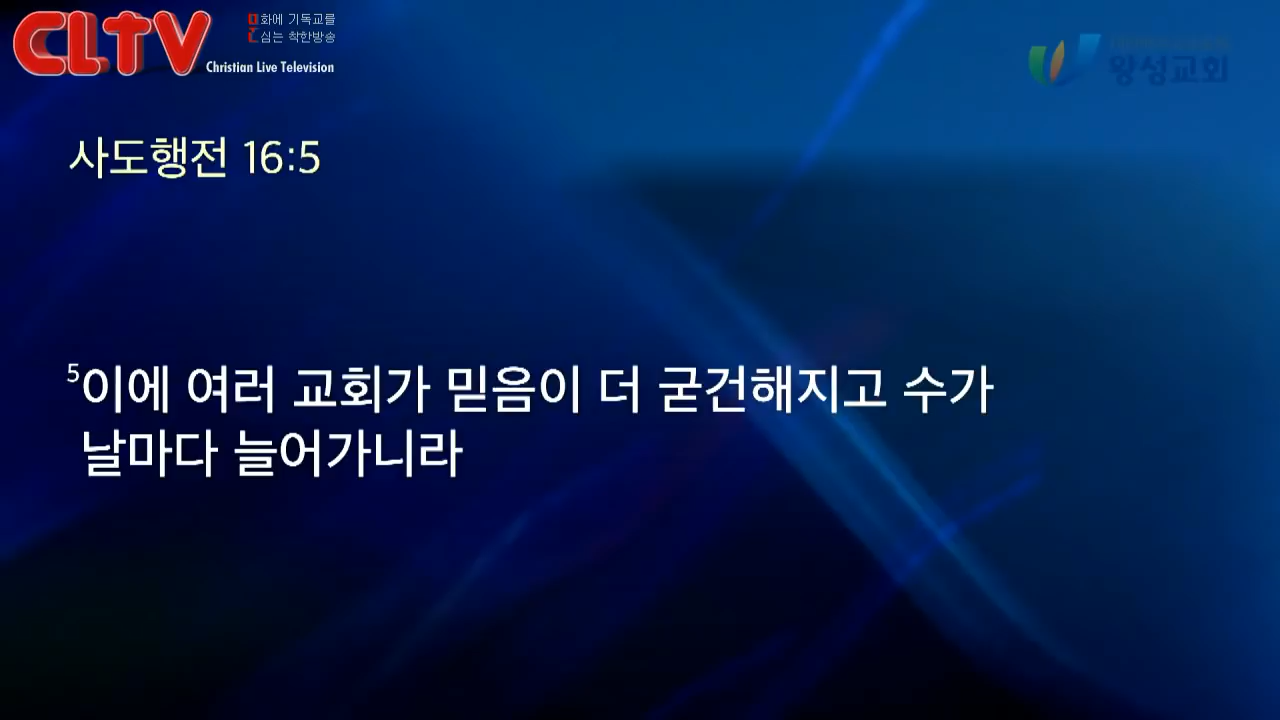 CLTV
문화에 기독교를
심는 착한방송
Christian Live Television
왕성교회
사도행전 16:5
5이에 여러 교회가 믿음이 더 굳건해지고 수가
날마다 늘어가니라